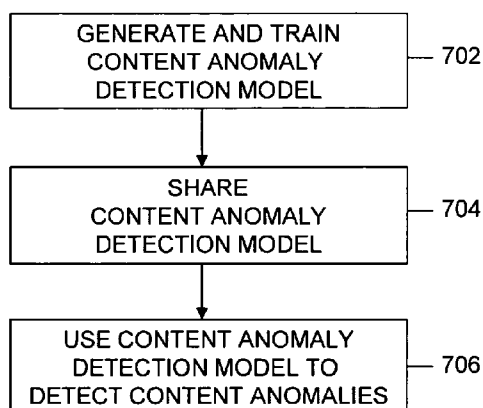 GENERATE AND TRAIN
CONTENT ANOMALY
DETECTION MODEL
702
SHARE
CONTENT ANOMALY
DETECTION MODEL
704
USE CONTENT ANOMALY
DETECTION MODEL TO
DETECT CONTENT ANOMALIES
706